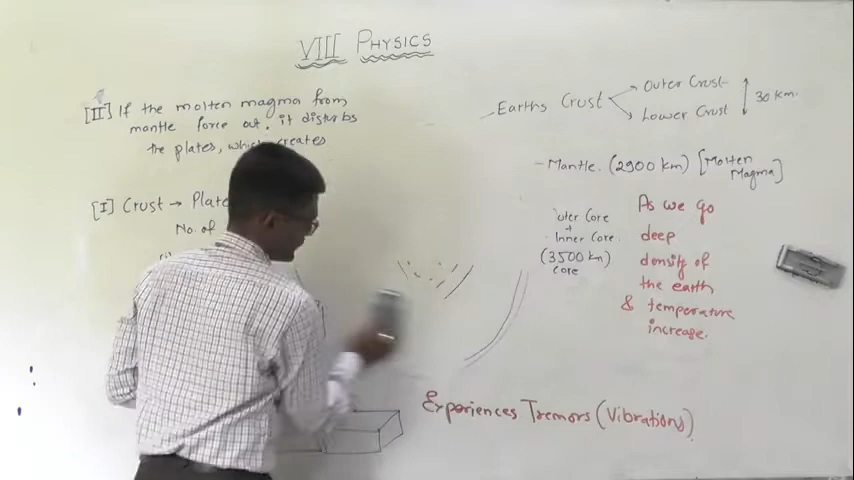 VIII PHYSICS
[II] If the molten magma from
mantle force out, it disturbs
the plates, which creates
[I] Crust → Plate
No. of
Earths Crust
Outer Crust
Lower Crust
30 km.
- Mantle. (2900 km) [Molten
Magma]
Outer Core
+
Inner Core.
(3500 km)
core
As we go
deep
density of
the earth
& temperature
increase.
Experiences Tremors (Vibrations)